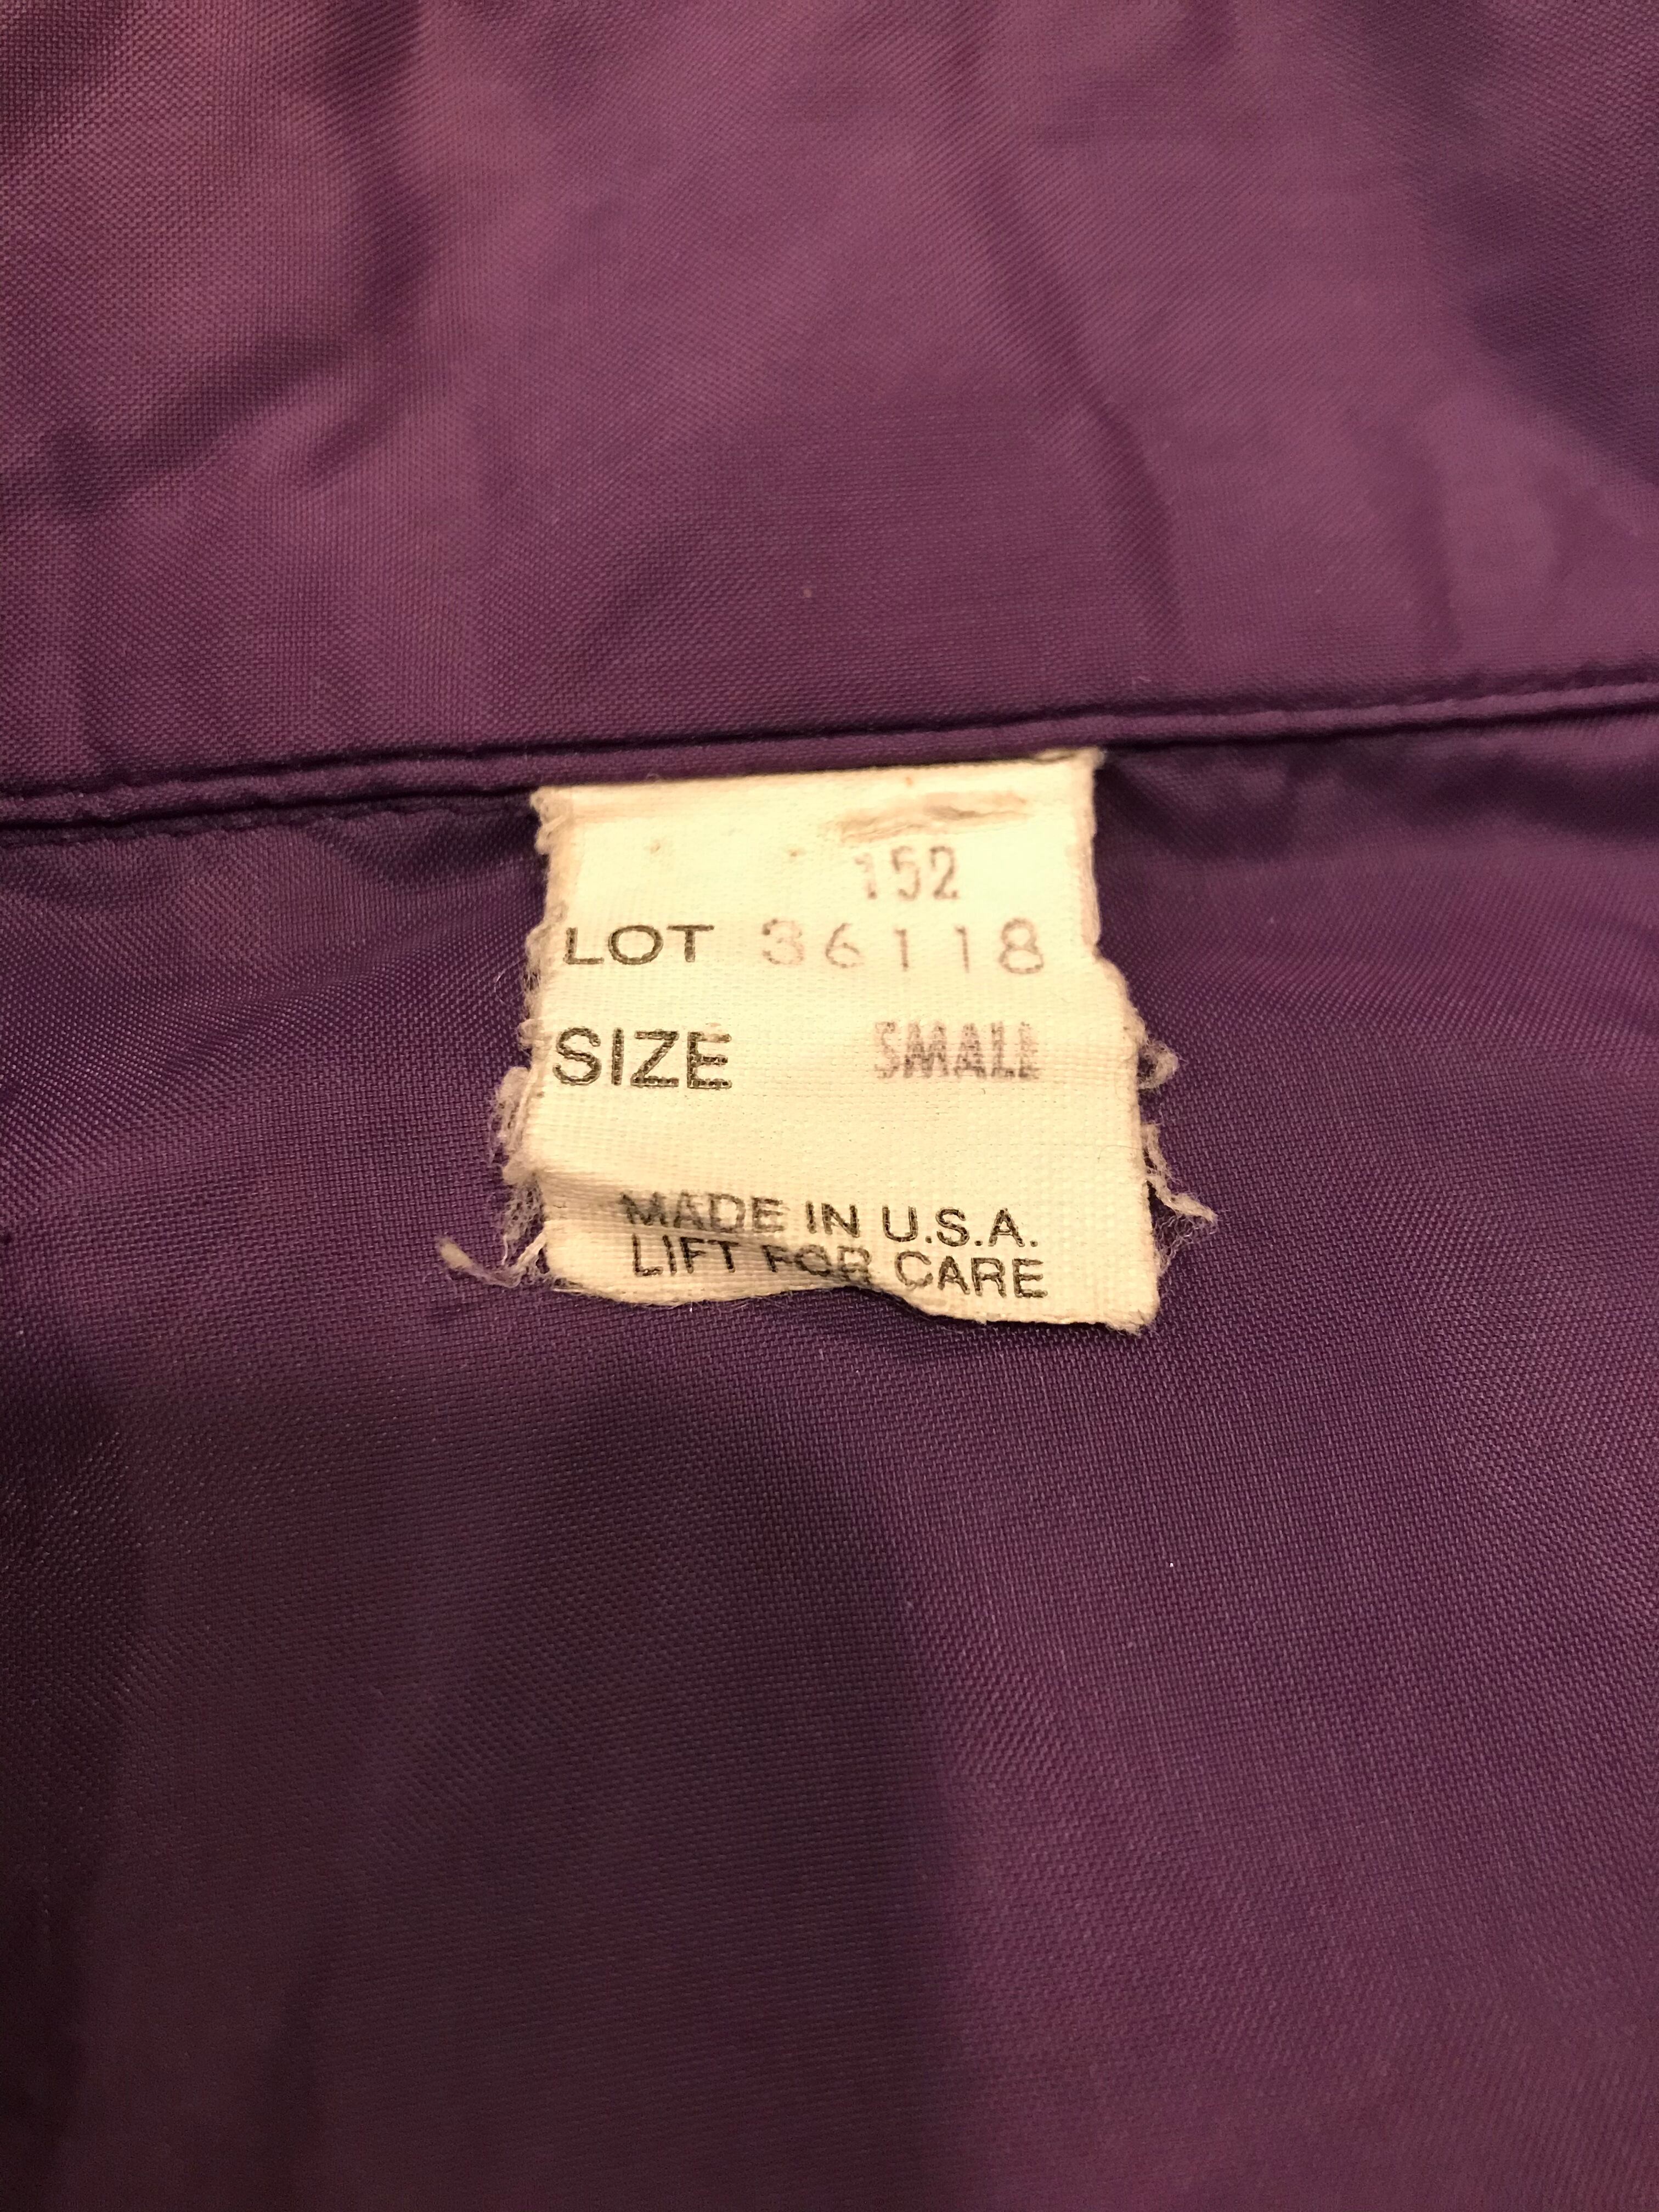 152
LOT 36118
SIZE SMALL
MADE IN U.S.A.
LIFT FOR CARE